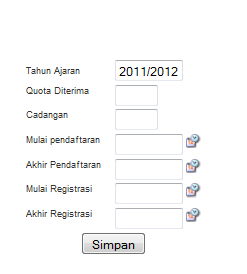 Tahun Ajaran 2011/2012
Quota Diterima
Cadangan
Mulai pendaftaran
Akhir Pendaftaran
Mulai Registrasi
Akhir Registrasi
Simpan